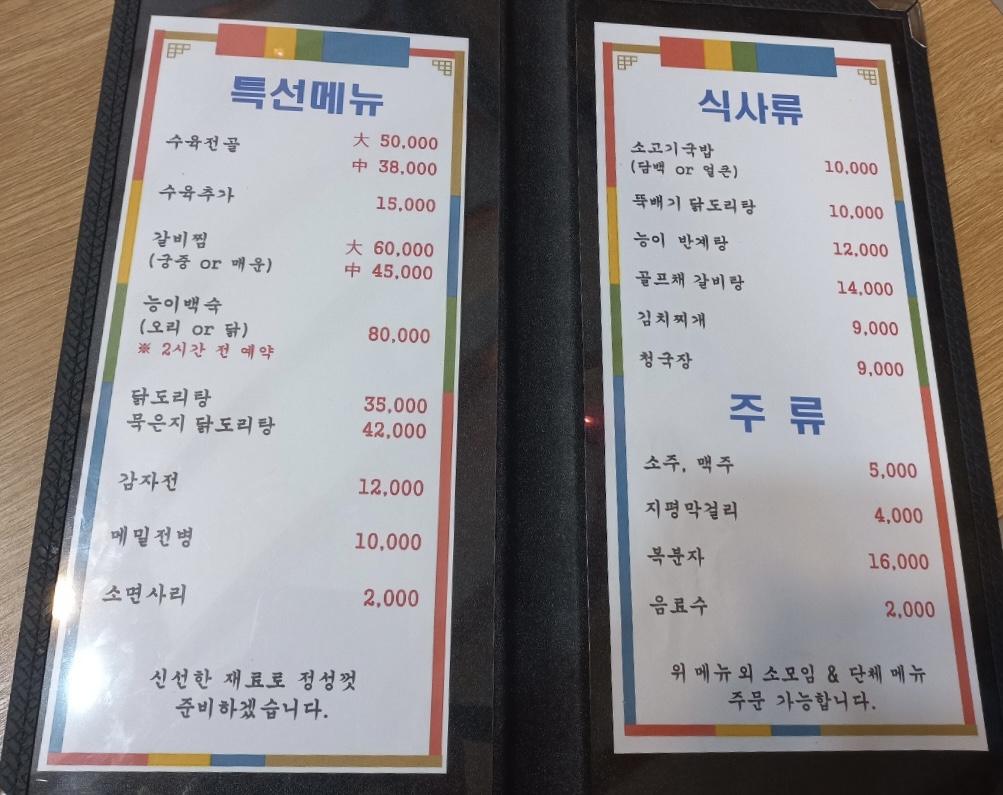 특선메뉴
수육전골 大 50,000
中 38,000
수육추가 15,000
갈비찜 大 60,000
(궁중 or 매운) 中 45,000
능이백숙
(오리 or 닭) 80,000
※ 2시간 전 예약
닭도리탕 35,000
묵은지 닭도리탕 42,000
감자전 12,000
메밀전병 10,000
소면사리 2,000
신선한 재료로 정성껏
준비하겠습니다.
식사류
소고기국밥
(담백 or 얼큰) 10,000
뚝배기 닭도리탕 10,000
능이 반계탕 12,000
골프채 갈비탕 14,000
김치찌개 9,000
청국장 9,000
주 류
소주, 맥주 5,000
지평막걸리 4,000
복분자 16,000
음료수 2,000
위 메뉴외 소모임 & 단체 메뉴
주문 가능합니다.